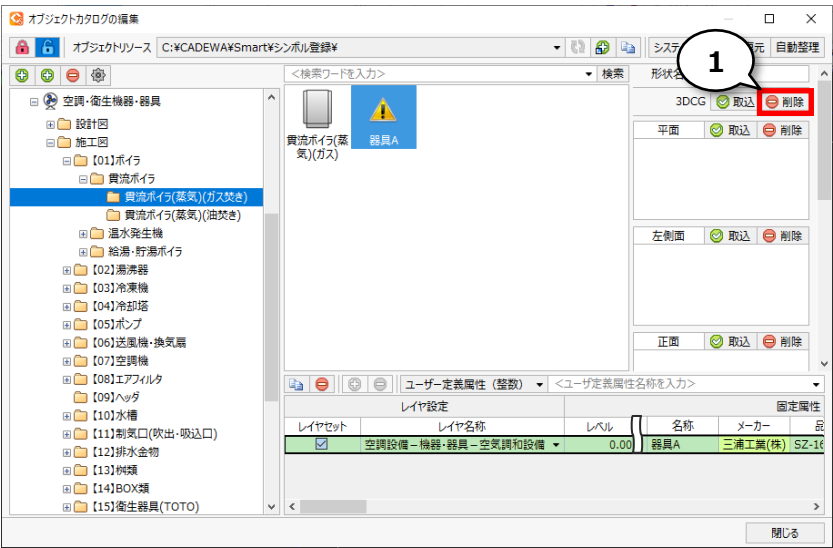 オブジェクトカタログの編集
オブジェクトリソース C:¥CADEWA¥Smart¥シンボル登録¥
自動整理
<検索ワードを入力>
検索
1
3DCG 取込 削除
空調・衛生機器・器具
設計図
施工図
【01】ボイラ
貫流ボイラ
貫流ボイラ(蒸気)(ガス焚き)
貫流ボイラ(蒸気)(油焚き)
温水発生機
給湯・貯湯ボイラ
【02】湯沸器
【03】冷凍機
【04】冷却塔
【05】ポンプ
【06】送風機・換気扇
【07】空調機
【08】エアフィルタ
【09】ヘッダ
【10】水槽
【11】制気口(吹出・吸込口)
【12】排水金物
【13】桝類
【14】BOX類
【15】衛生器具(TOTO)
貫流ボイラ(蒸
気)(ガス)
器具A
平面 取込 削除
左側面 取込 削除
正面 取込 削除
ユーザー定義属性（整数） <ユーザ定義属性名称を入力>
レイヤ設定 固定属性
レイヤセット レイヤ名称 レベル 名称 メーカー
空調設備－機器・器具－空気調和設備 0.00 器具A 三浦工業(株) SZ-16
閉じる